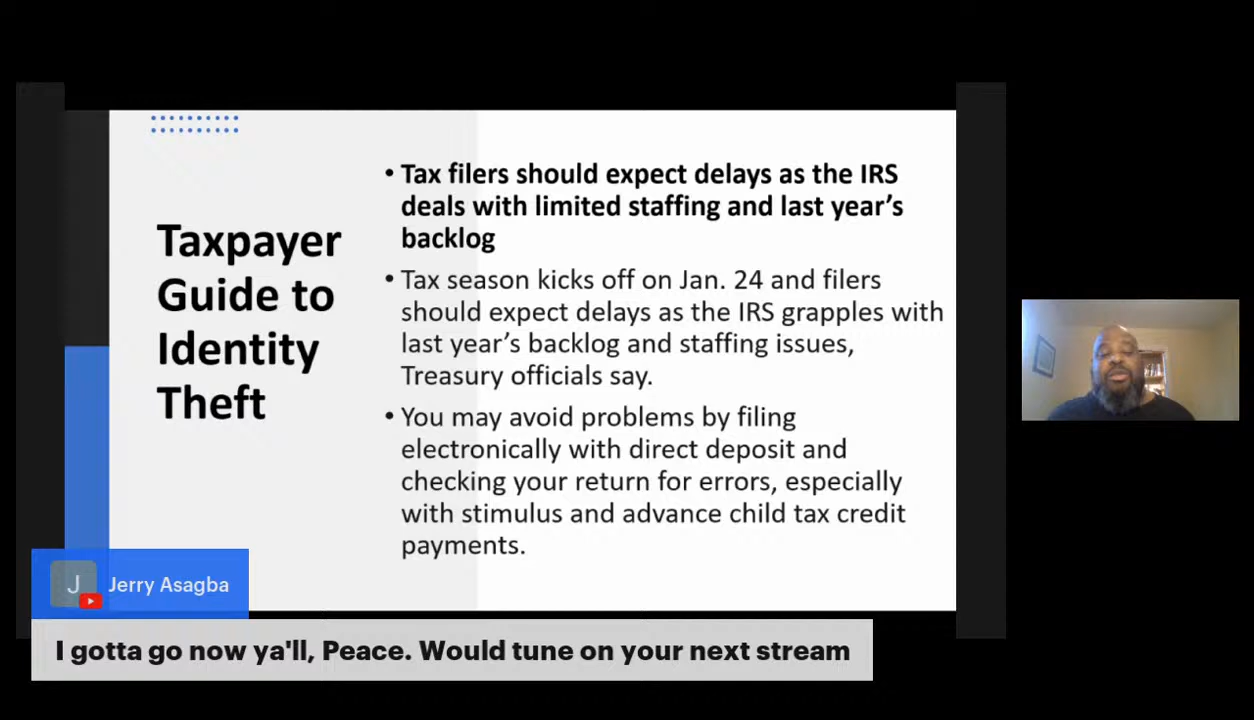 Taxpayer
Guide to
Identity
Theft
• Tax filers should expect delays as the IRS
deals with limited staffing and last year’s
backlog
• Tax season kicks off on Jan. 24 and filers
should expect delays as the IRS grapples with
last year’s backlog and staffing issues,
Treasury officials say.
• You may avoid problems by filing
electronically with direct deposit and
checking your return for errors, especially
with stimulus and advance child tax credit
payments.
J
Jerry Asagba
I gotta go now ya'll, Peace. Would tune on your next stream